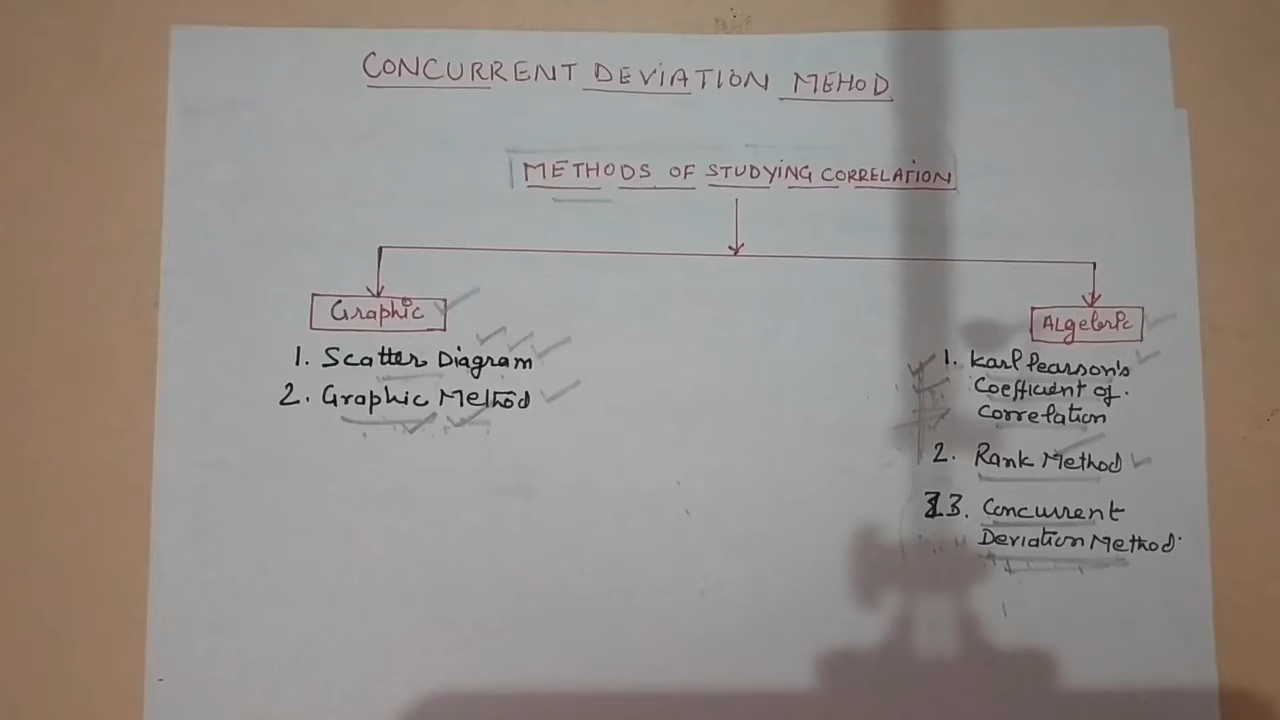 CONCURRENT DEVIATION MEHOD
METHODS OF STUDYING CORRELATION
Graphic
1. Scatter Diagram
2. Graphic Method
ALgebric
1. Karl Pearson's
Coefficient of.
Correlation
2. Rank Method
3. Concurrent
Deviation Method.